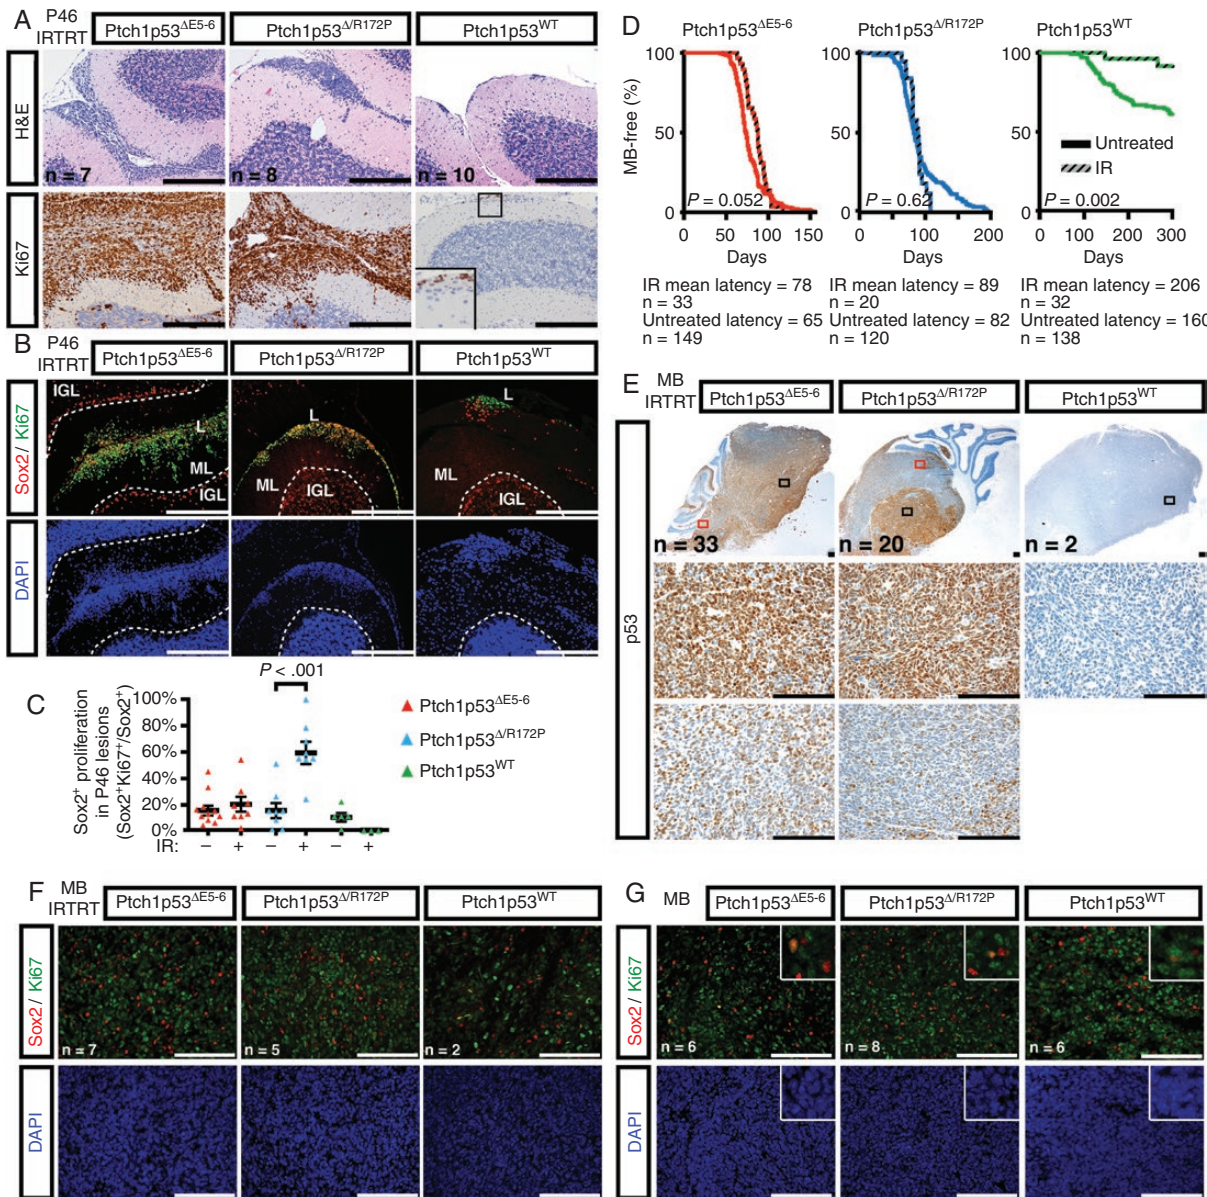 A
P46
IRTRT
Ptch1p53ΔE5-6
Ptch1p53Δ/R172P
Ptch1p53WT
H&E
n = 7
n = 8
n = 10
Ki67
B
P46
IRTRT
Ptch1p53ΔE5-6
Ptch1p53Δ/R172P
Ptch1p53WT
Sox2 / Ki67
IGL
L
ML
IGL
L
ML
IGL
L
ML
IGL
DAPI
C
P < .001
Sox2+ proliferation
in P46 lesions
(Sox2+Ki67+/Sox2+)
100%
80%
60%
40%
20%
0%
IR: – + – + – +
Ptch1p53ΔE5-6
Ptch1p53Δ/R172P
Ptch1p53WT
D
Ptch1p53ΔE5-6
Ptch1p53Δ/R172P
Ptch1p53WT
MB-free (%)
100
50
0
P = 0.052
0 50 100 150
Days
100
50
0
P = 0.62
0 100 200
Days
100
50
0
Untreated
IR
P = 0.002
0 100 200 300
Days
IR mean latency = 78
n = 33
Untreated latency = 65
n = 149
IR mean latency = 89
n = 20
Untreated latency = 82
n = 120
IR mean latency = 206
n = 32
Untreated latency = 160
n = 138
E
MB
IRTRT
Ptch1p53ΔE5-6
Ptch1p53Δ/R172P
Ptch1p53WT
p53
n = 33
n = 20
n = 2
F
MB
IRTRT
Ptch1p53ΔE5-6
Ptch1p53Δ/R172P
Ptch1p53WT
Sox2 / Ki67
n = 7
n = 5
n = 2
DAPI
G
MB
Ptch1p53ΔE5-6
Ptch1p53Δ/R172P
Ptch1p53WT
Sox2 / Ki67
n = 6
n = 8
n = 6
DAPI